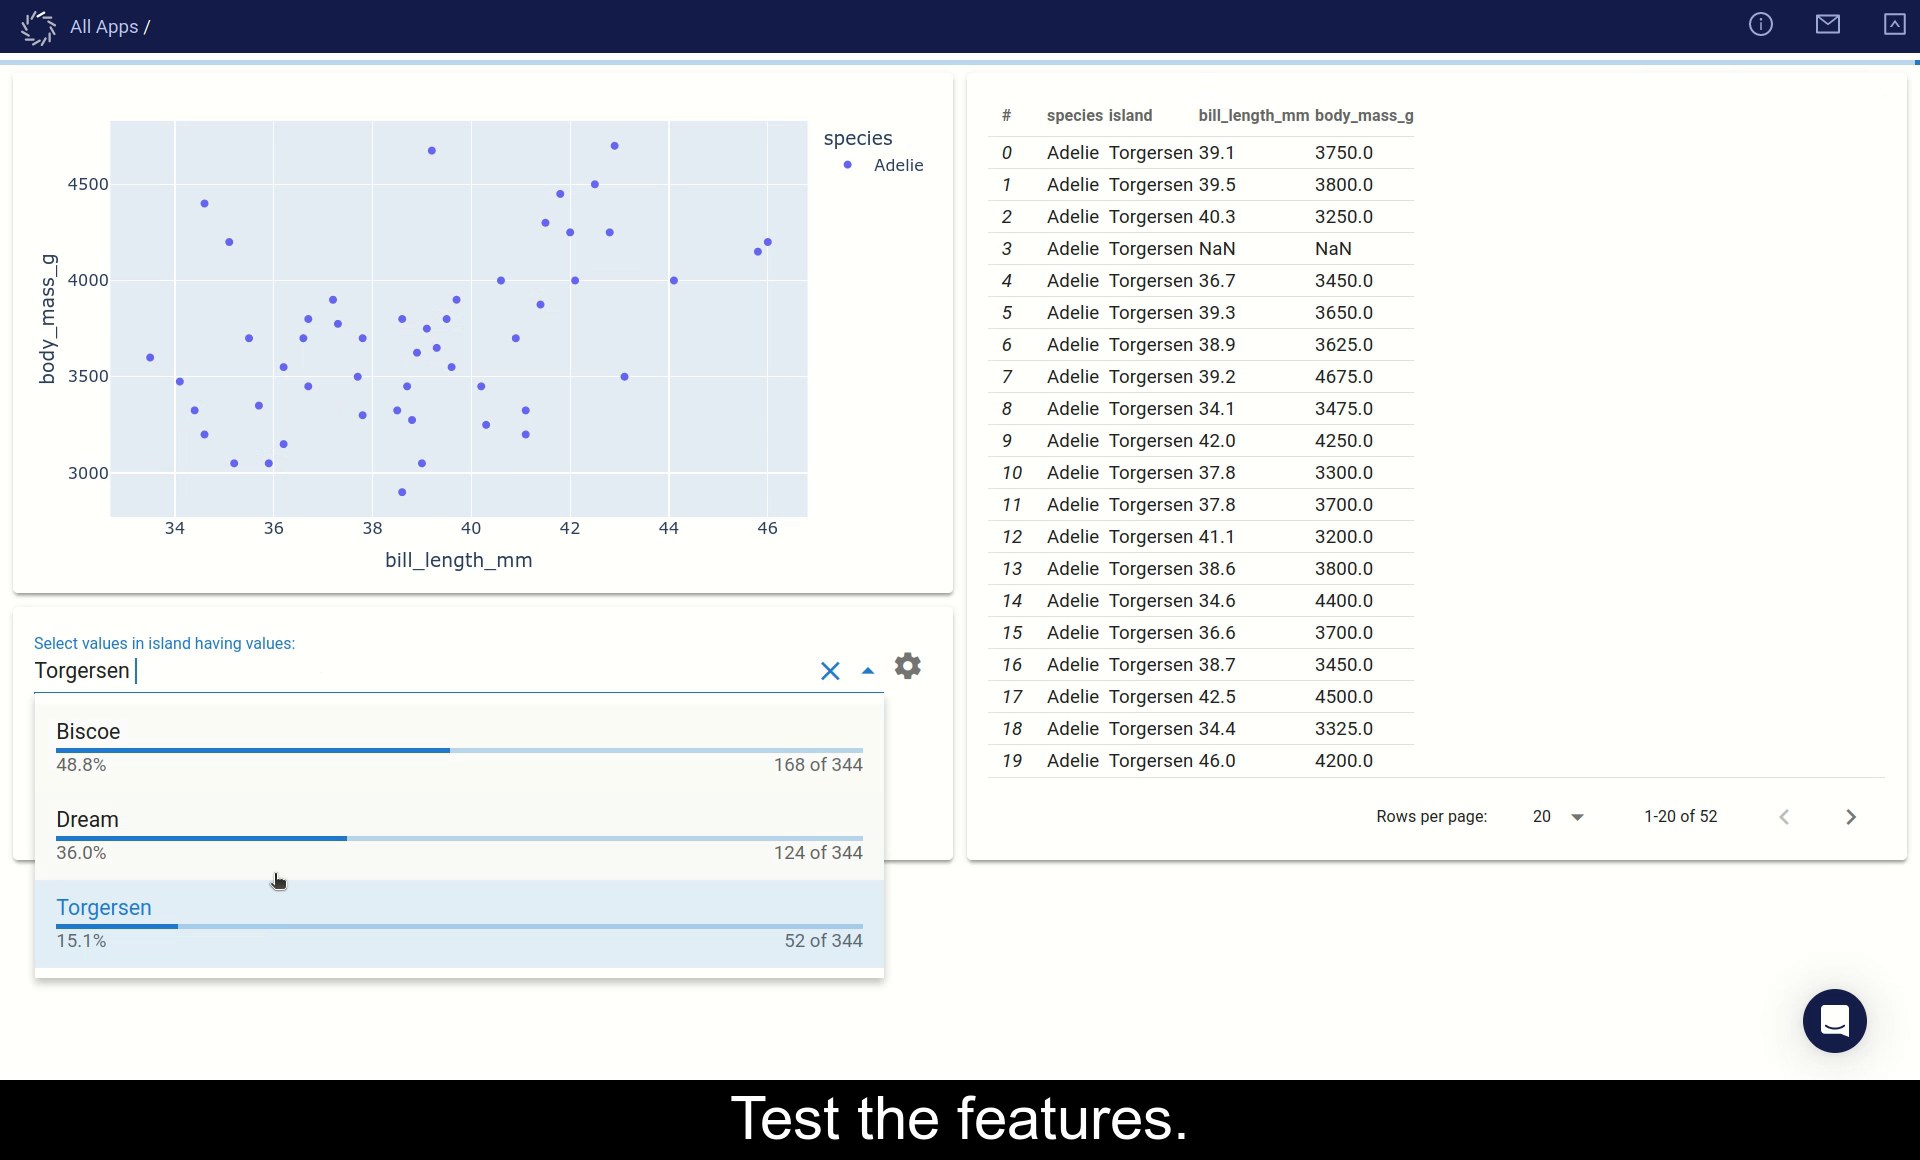 All Apps /
species
Adelie
4500
4000
3500
3000
body_mass_g
34 36 38 40 42 44 46
bill_length_mm
# species island bill_length_mm body_mass_g
0 Adelie Torgersen 39.1 3750.0
1 Adelie Torgersen 39.5 3800.0
2 Adelie Torgersen 40.3 3250.0
3 Adelie Torgersen NaN NaN
4 Adelie Torgersen 36.7 3450.0
5 Adelie Torgersen 39.3 3650.0
6 Adelie Torgersen 38.9 3625.0
7 Adelie Torgersen 39.2 4675.0
8 Adelie Torgersen 34.1 3475.0
9 Adelie Torgersen 42.0 4250.0
10 Adelie Torgersen 37.8 3300.0
11 Adelie Torgersen 37.8 3700.0
12 Adelie Torgersen 41.1 3200.0
13 Adelie Torgersen 38.6 3800.0
14 Adelie Torgersen 34.6 4400.0
15 Adelie Torgersen 36.6 3700.0
16 Adelie Torgersen 38.7 3450.0
17 Adelie Torgersen 42.5 4500.0
18 Adelie Torgersen 34.4 3325.0
19 Adelie Torgersen 46.0 4200.0
Rows per page: 20 1-20 of 52
Select values in island having values:
Torgersen
Biscoe
48.8% 168 of 344
Dream
36.0% 124 of 344
Torgersen
15.1% 52 of 344
Test the features.